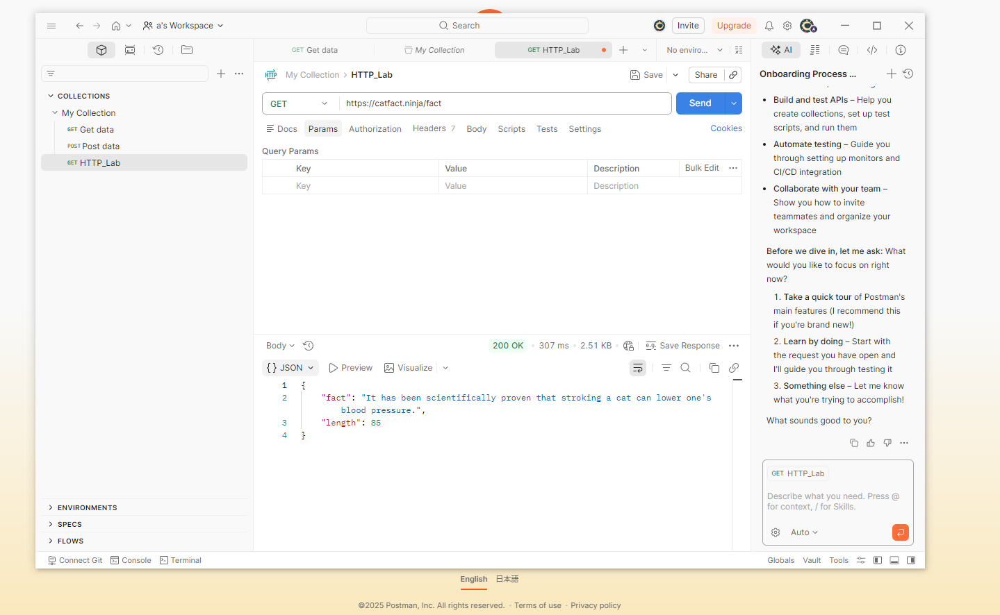 a's Workspace
Search
Invite
Upgrade
A
GET Get data
My Collection
GET HTTP_Lab
No enviro...
AI
COLLECTIONS
My Collection
GET Get data
POST Post data
GET HTTP_Lab
ENVIRONMENTS
SPECS
FLOWS
HTTP
My Collection > HTTP_Lab
Save
Share
GET
https://catfact.ninja/fact
Send
Docs
Params
Authorization
Headers 7
Body
Scripts
Tests
Settings
Cookies
Query Params
Key
Value
Description
Bulk Edit
Key
Value
Description
Body
200 OK
307 ms
2.51 KB
e.g. Save Response
{} JSON
Preview
Visualize
1 {
2 "fact": "It has been scientifically proven that stroking a cat can lower one's
blood pressure.",
3 "length": 85
4 }
Onboarding Process ...
Build and test APIs – Help you
create collections, set up test
scripts, and run them
Automate testing – Guide you
through setting up monitors and
CI/CD integration
Collaborate with your team –
Show you how to invite
teammates and organize your
workspace
Before we dive in, let me ask: What
would you like to focus on right
now?
1. Take a quick tour of Postman's
main features (I recommend this
if you're brand new!)
2. Learn by doing – Start with
the request you have open and
I'll guide you through testing it
3. Something else – Let me know
what you're trying to accomplish!
What sounds good to you?
GET HTTP_Lab
Describe what you need. Press @
for context, / for Skills.
Auto
Connect Git
Console
Terminal
Globals
Vault
Tools
English
日本語
©2025 Postman, Inc. All rights reserved. · Terms of use · Privacy policy